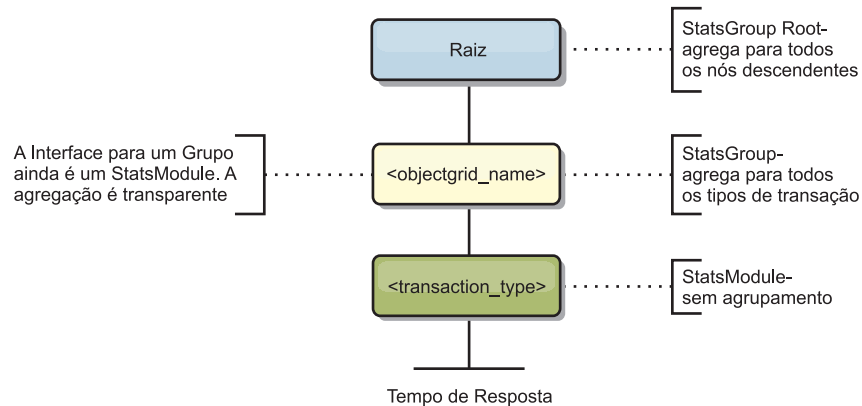 Raiz
StatsGroup Root-
agrega para todos
os nós descendentes
A Interface para um Grupo
ainda é um StatsModule. A
agregação é transparente
<objectgrid_name>
StatsGroup-
agrega para todos
os tipos de transação
<transaction_type>
StatsModule-
sem agrupamento
Tempo de Resposta